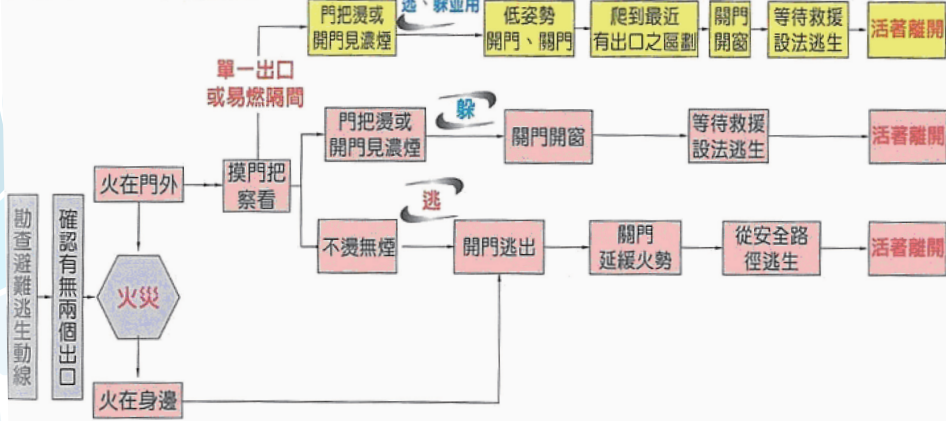 逃、躲並用
門把燙或
開門見濃煙
低姿勢
開門、關門
爬到最近
有出口之區劃
關門
開窗
等待救援
設法逃生
活著離開
單一出口
或易燃隔間
門把燙或
開門見濃煙
躲
關門開窗
等待救援
設法逃生
活著離開
火在門外
摸門把
察看
逃
不燙無煙
開門逃出
關門
延緩火勢
從安全路
徑逃生
活著離開
勘查避難逃生動線
確認有無兩個出口
火災
火在身邊